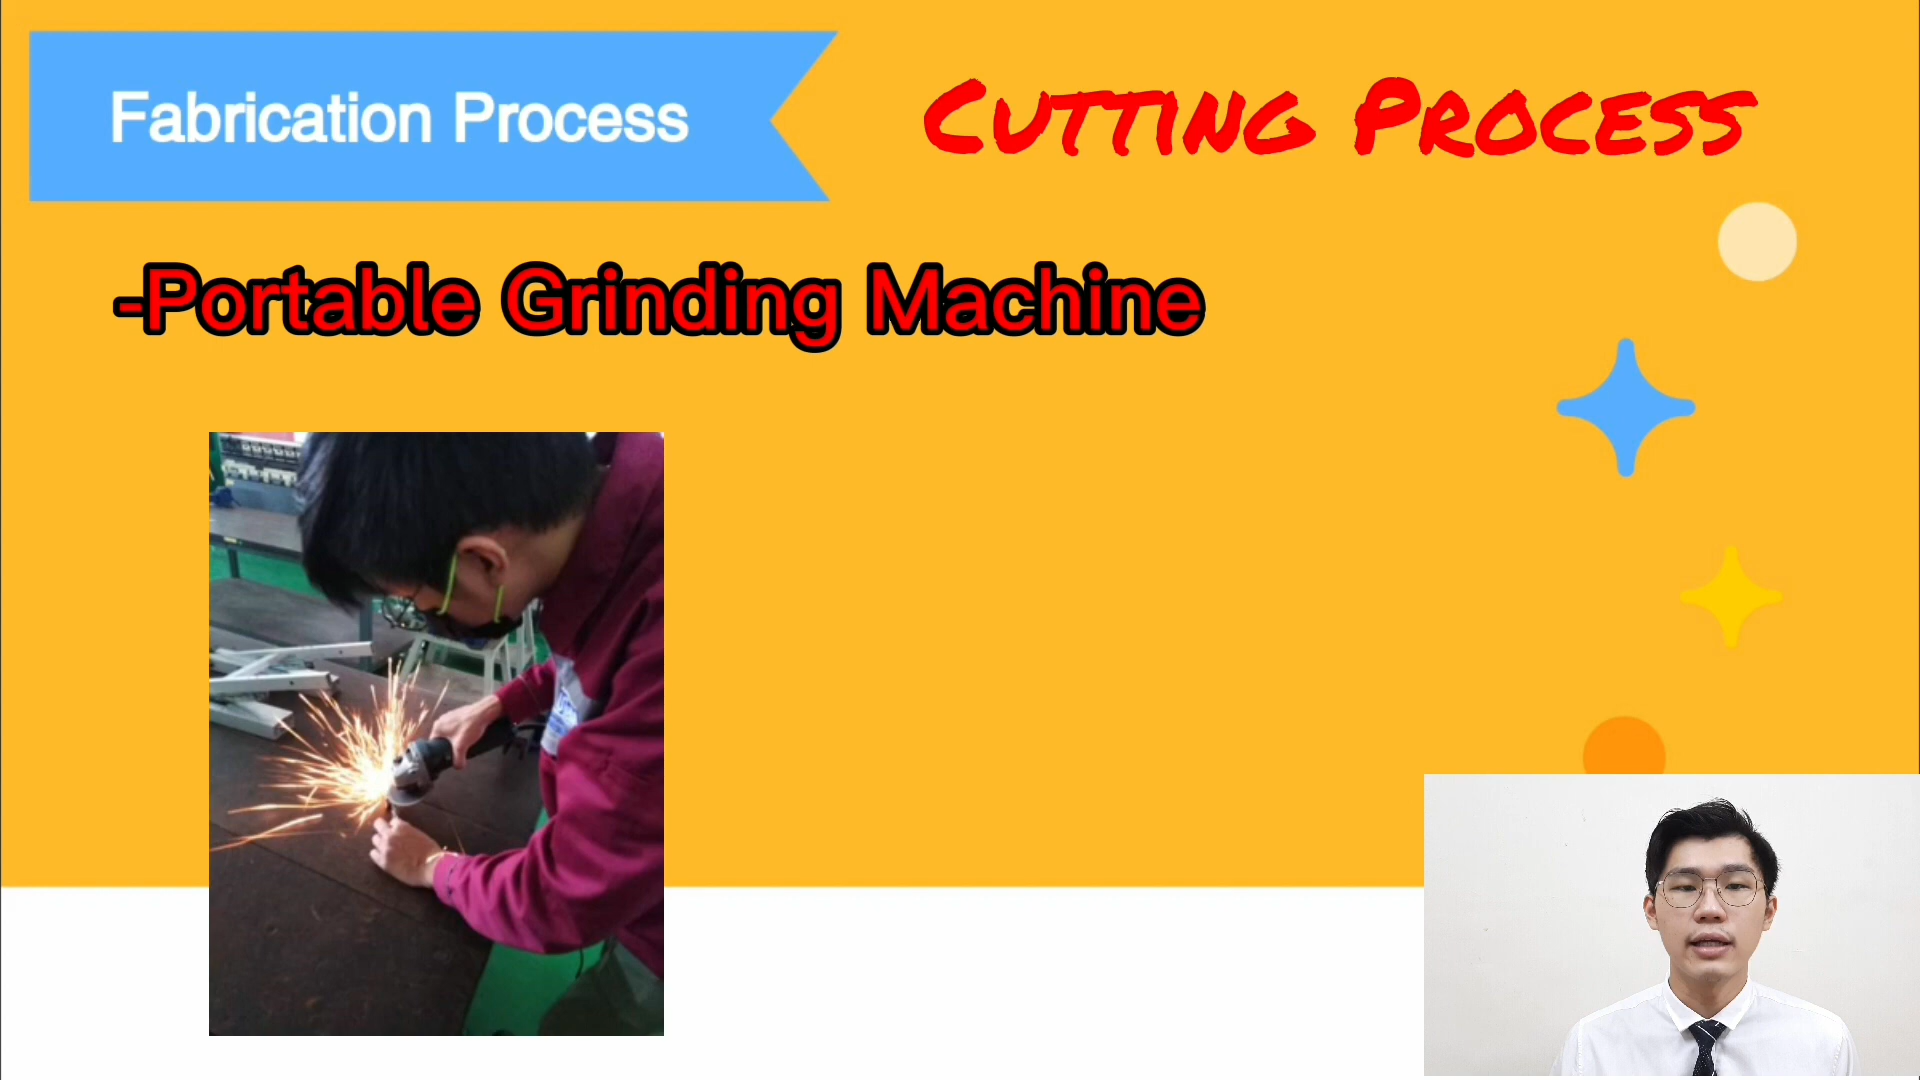 Fabrication Process
Cutting Process
-Portable Grinding Machine